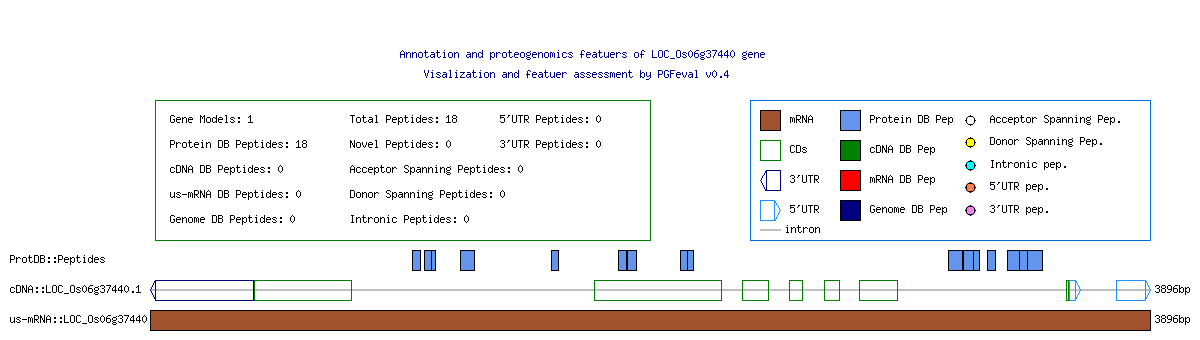 Annotation and proteogenomics featuers of LOC_Os06g37440 gene
Visalization and featuer assessment by PGFeval v0.4
Gene Models: 1
Total Peptides: 18
5'UTR Peptides: 0
Protein DB Peptides: 18
Novel Peptides: 0
3'UTR Peptides: 0
cDNA DB Peptides: 0
Acceptor Spanning Peptides: 0
us-mRNA DB Peptides: 0
Donor Spanning Peptides: 0
Genome DB Peptides: 0
Intronic Peptides: 0
mRNA
Protein DB Pep
Acceptor Spanning Pep.
CDs
cDNA DB Pep
Donor Spanning Pep.
3'UTR
mRNA DB Pep
Intronic pep.
5'UTR
Genome DB Pep
5'UTR pep.
3'UTR pep.
intron
ProtDB::Peptides
cDNA::LOC_Os06g37440.1
3896bp
us-mRNA::LOC_Os06g37440
3896bp